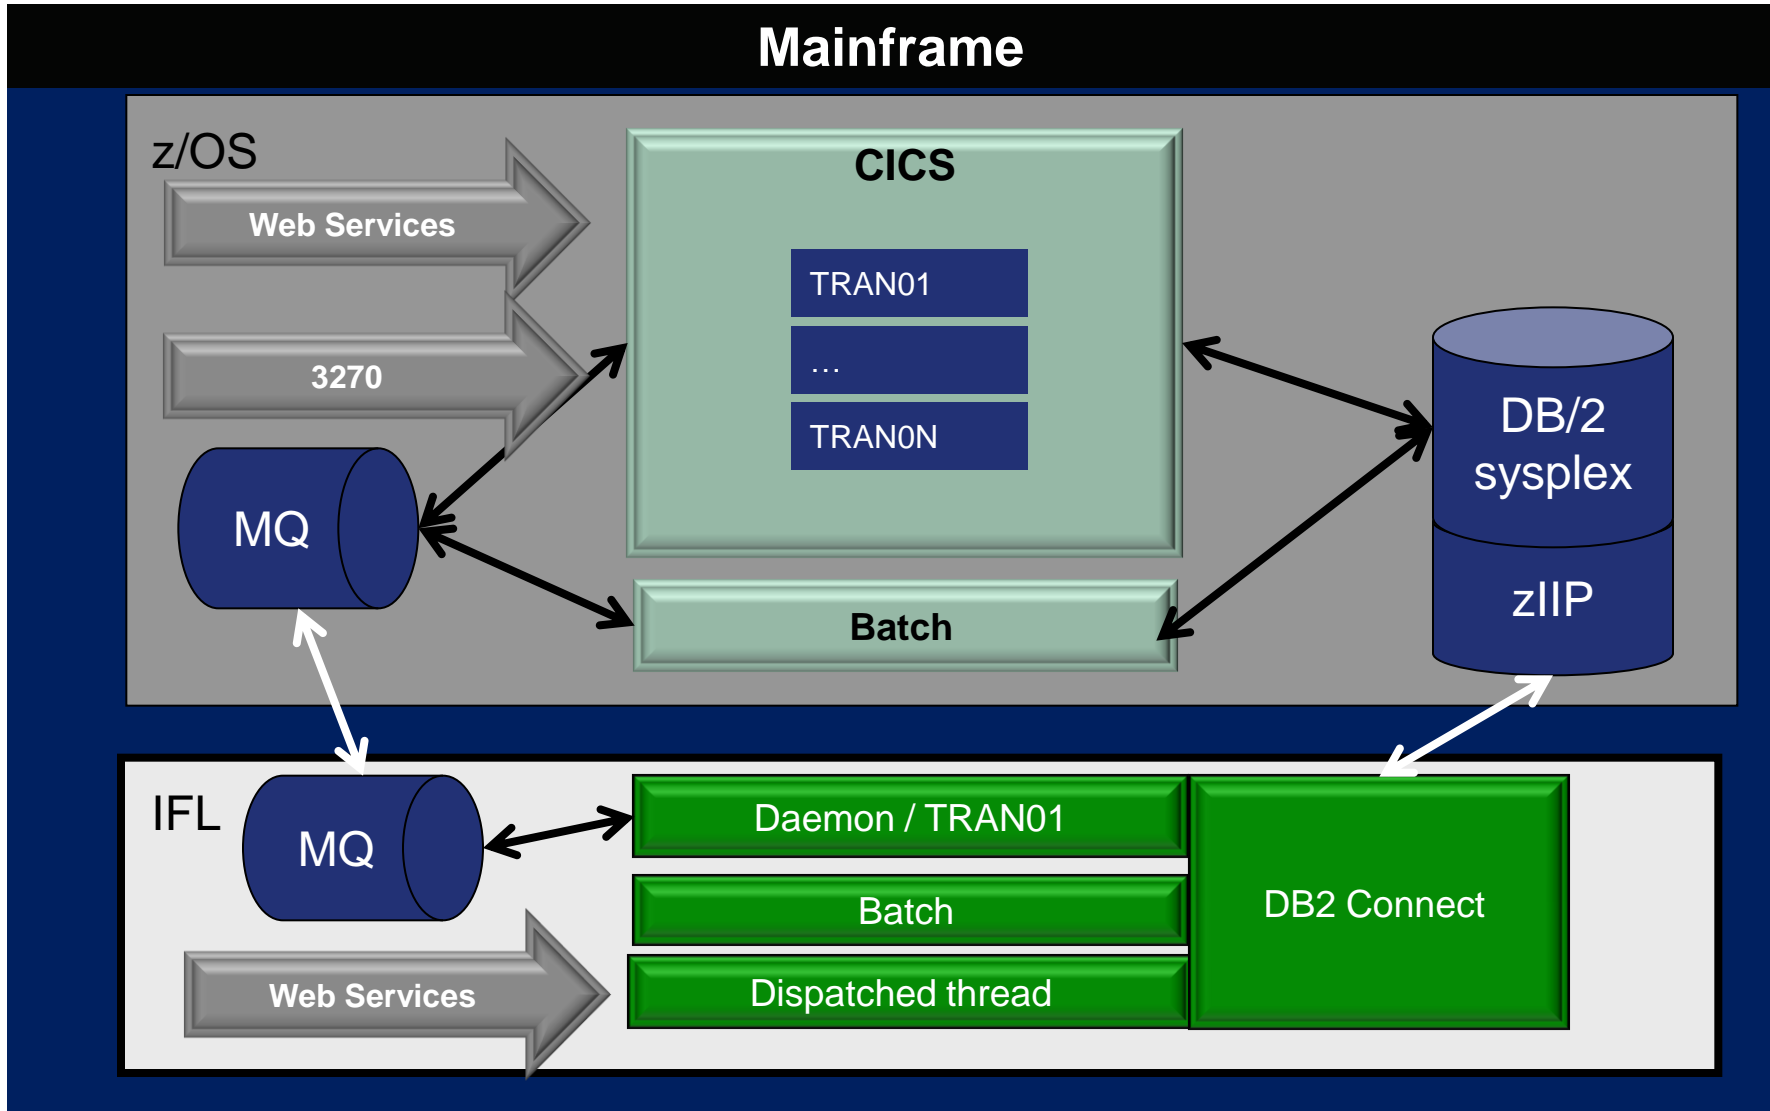 Mainframe
z/OS
CICS
Web Services
TRAN01
...
3270
TRAN0N
DB/2
sysplex
MQ
zIIP
Batch
IFL
Daemon / TRAN01
MQ
Batch
DB2 Connect
Web Services
Dispatched thread